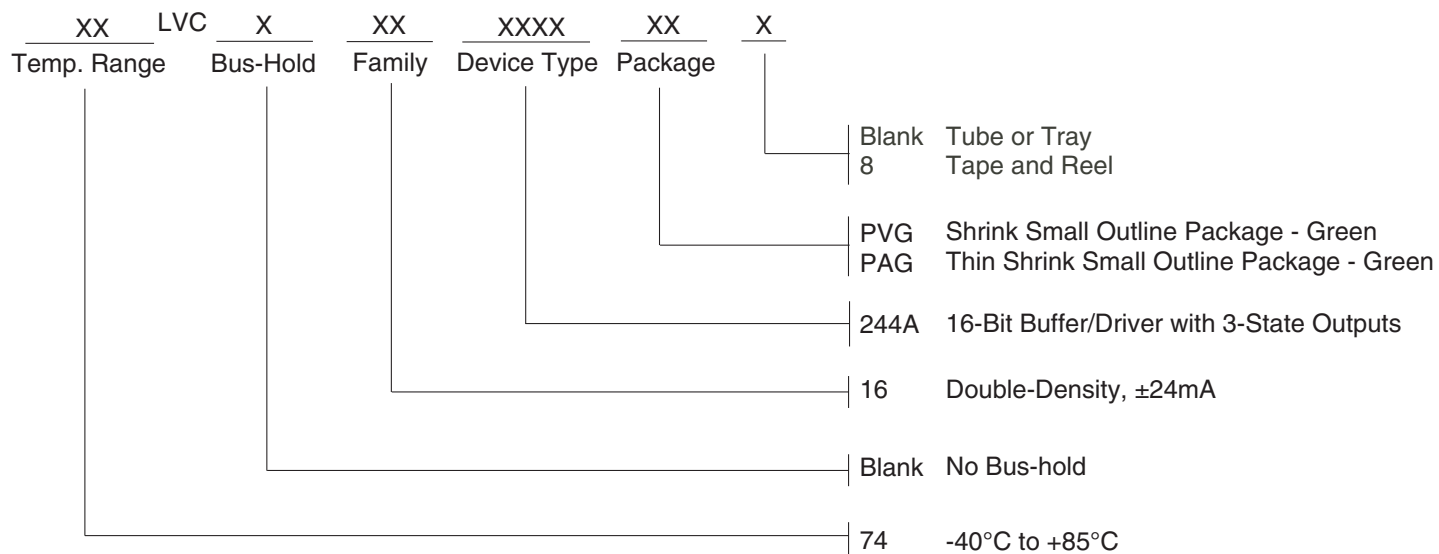 XX LVC X XX XXXX XX X
Temp. Range Bus-Hold Family Device Type Package
Blank Tube or Tray
8 Tape and Reel
PVG Shrink Small Outline Package - Green
PAG Thin Shrink Small Outline Package - Green
244A 16-Bit Buffer/Driver with 3-State Outputs
16 Double-Density, ±24mA
Blank No Bus-hold
74 -40°C to +85°C